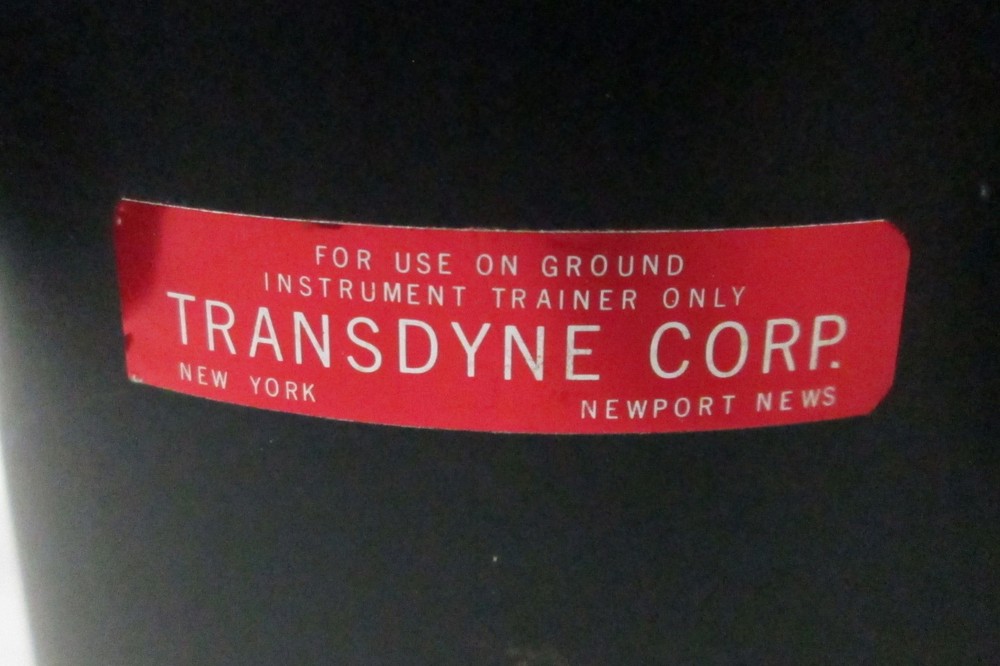 FOR USE ON GROUND
INSTRUMENT TRAINER ONLY
TRANSDYNE CORP.
NEW YORK NEWPORT NEWS